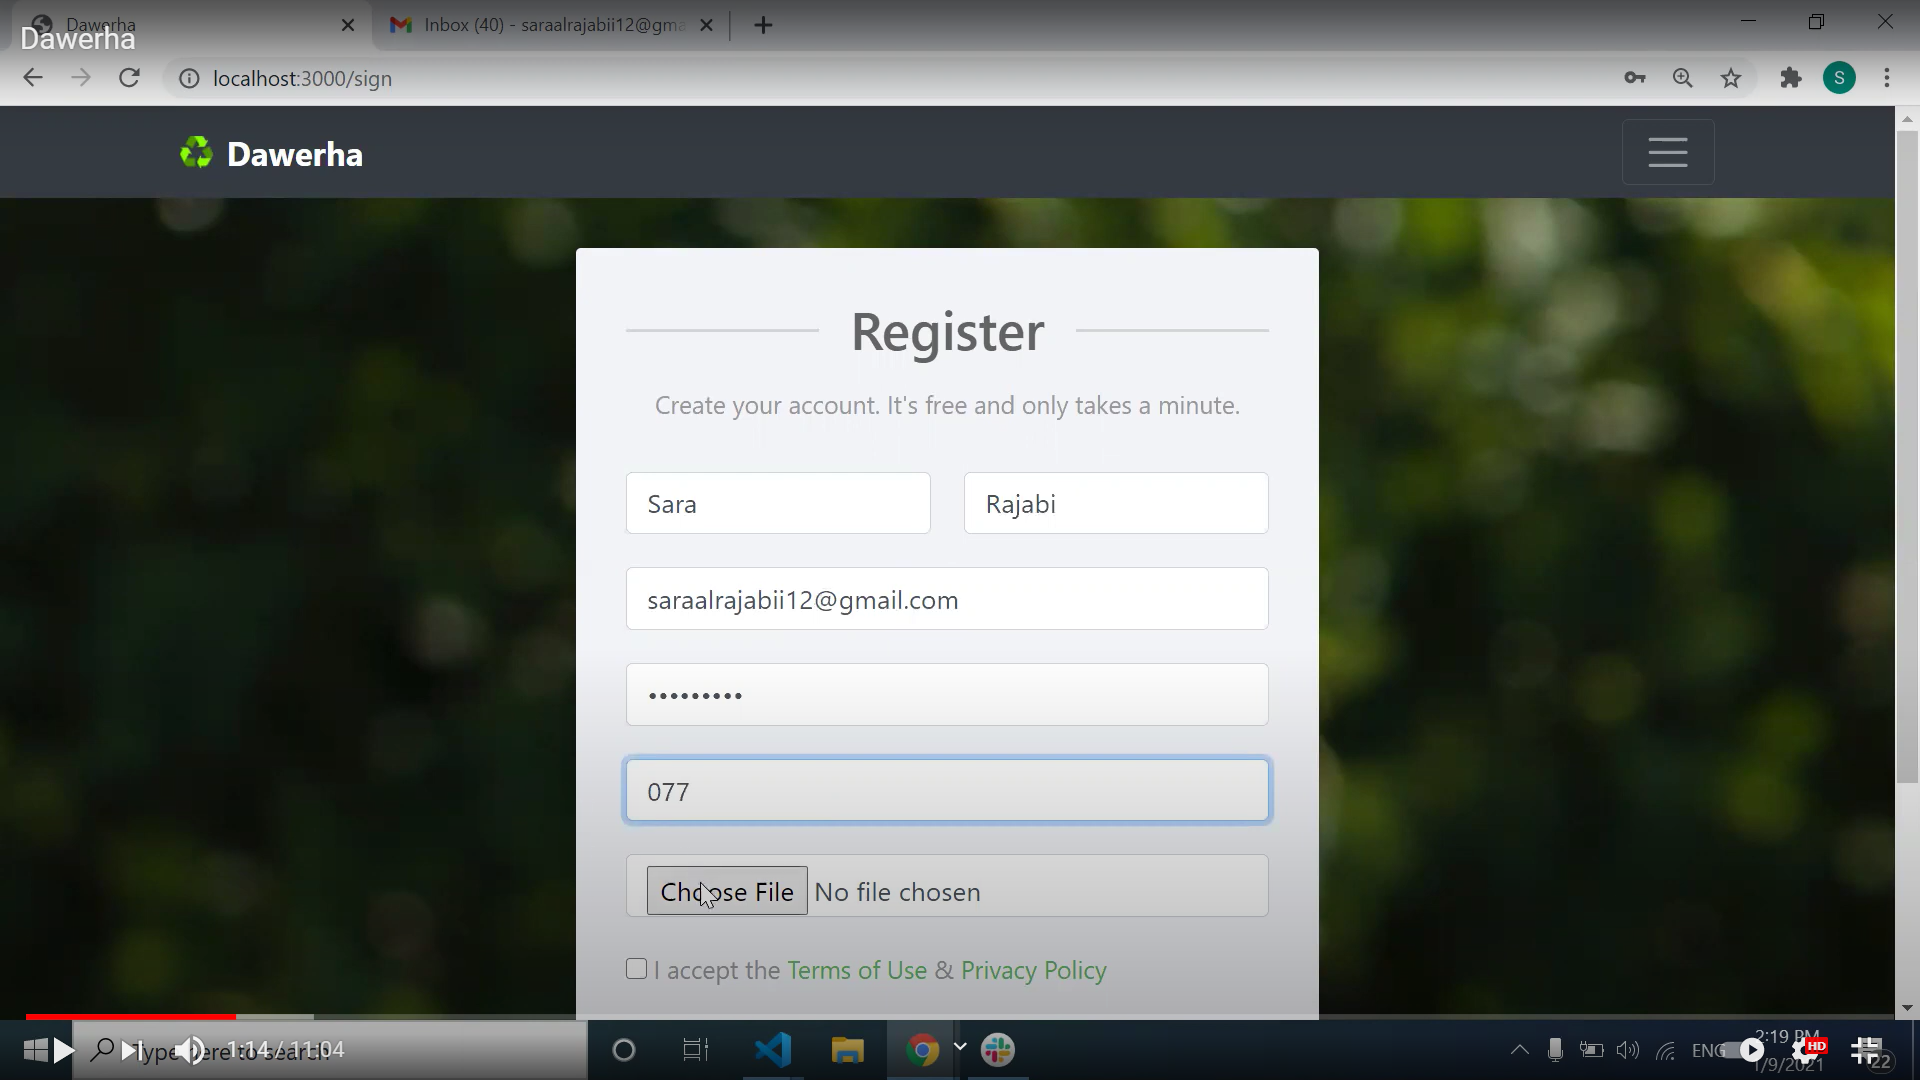 Dawerha
Inbox (40) - saraalrajabii12@gma
Dawerha
localhost:3000/sign
S
Dawerha
Register
Create your account. It's free and only takes a minute.
Sara
Rajabi
saraalrajabii12@gmail.com
077
Choose File No file chosen
I accept the Terms of Use & Privacy Policy
Type here to search
1:14 / 11:04
ENG
2:19 PM
HD
1/9/2021
22